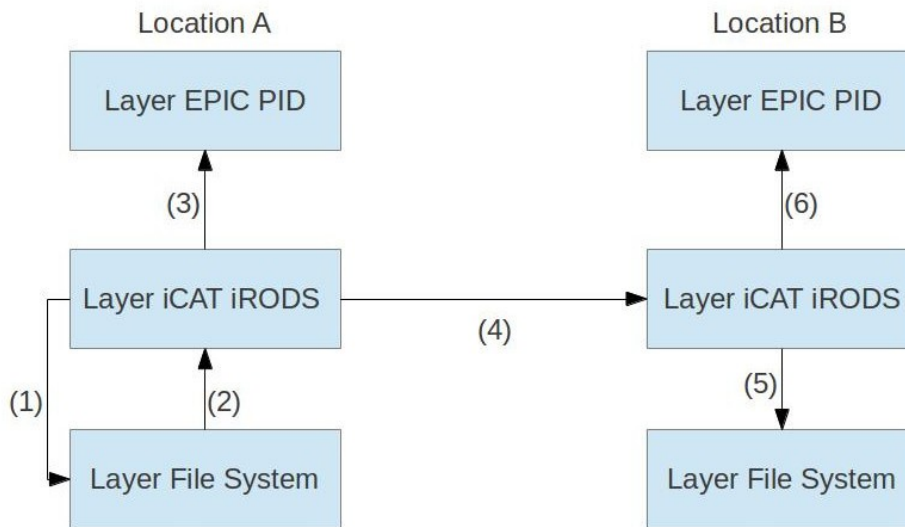 Location A
Location B
Layer EPIC PID
Layer EPIC PID
(3)
(6)
Layer iCAT iRODS
Layer iCAT iRODS
(4)
(1)
(2)
(5)
Layer File System
Layer File System